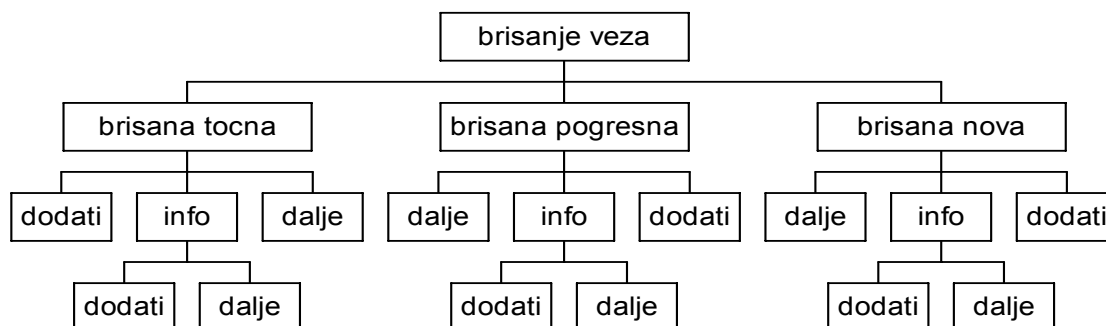 brisanje veza
brisana tocna
brisana pogresna
brisana nova
dodati
info
dalje
dalje
info
dodati
dalje
info
dodati
dodati
dalje
dodati
dalje
dodati
dalje